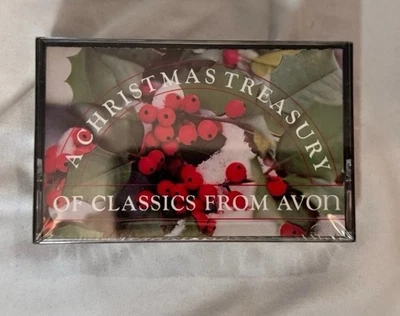 A CHRISTMAS TREASURY
OF CLASSICS FROM AVON